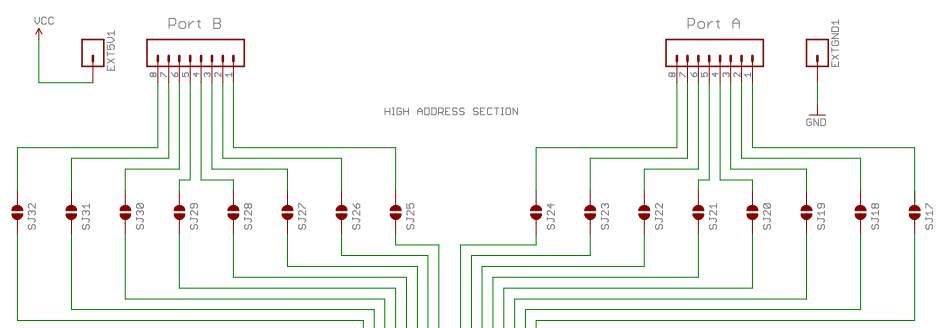 VCC
EXT5V1
Port B
8 7 6 5 4 3 2 1
Port A
8 7 6 5 4 3 2 1
EXTGND1
GND
HIGH ADDRESS SECTION
SJ32 SJ31 SJ30 SJ29 SJ28 SJ27 SJ26 SJ25 SJ24 SJ23 SJ22 SJ21 SJ20 SJ19 SJ18 SJ17